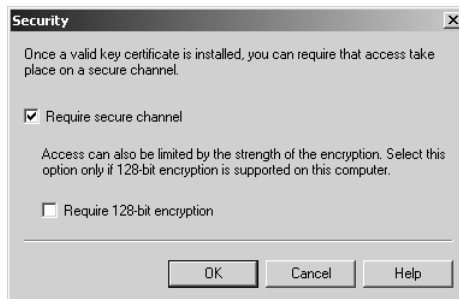 Security
Once a valid key certificate is installed, you can require that access take
place on a secure channel.
Require secure channel
Access can also be limited by the strength of the encryption. Select this
option only if 128-bit encryption is supported on this computer.
Require 128-bit encryption
OK Cancel Help